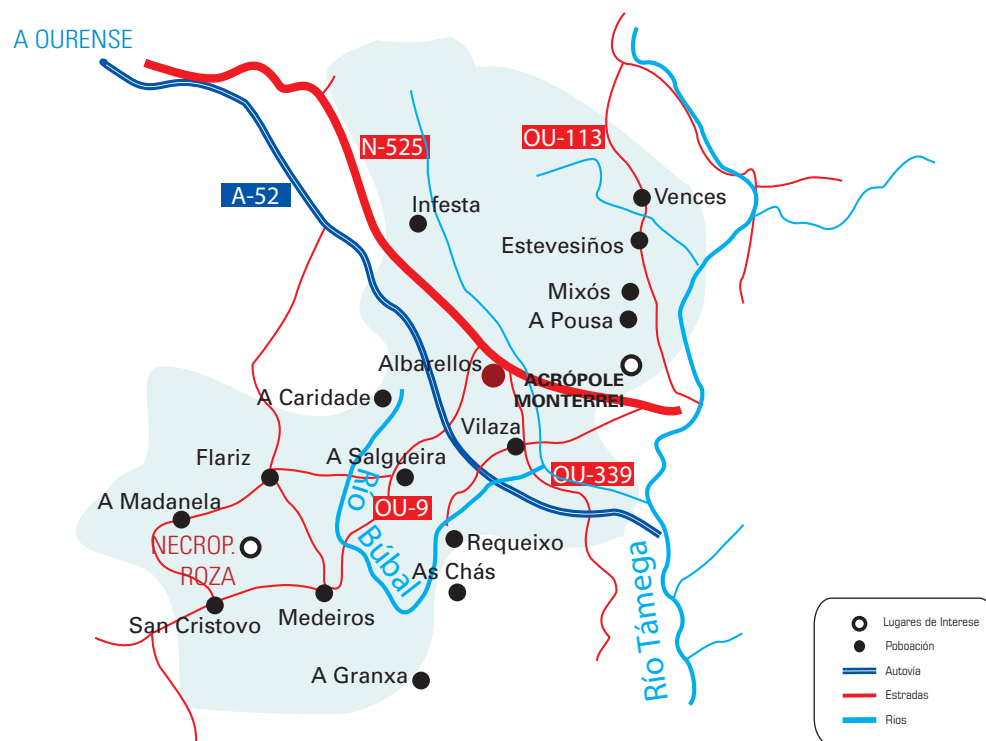 A OURENSE
N-525
OU-113
A-52
Vences
Infesta
Estevesiños
Mixós
A Pousa
Albarellos
ACRÓPOLE
MONTERREI
A Caridade
Vilaza
Flariz
A Salgueira
OU-339
A Madanela
OU-9
Río
Búbal
NECROP.
ROZA
Requeixo
As Chás
San Cristovo
Medeiros
Río Támega
A Granxa
Lugares de Interese
Poboación
Autovía
Estradas
Rios